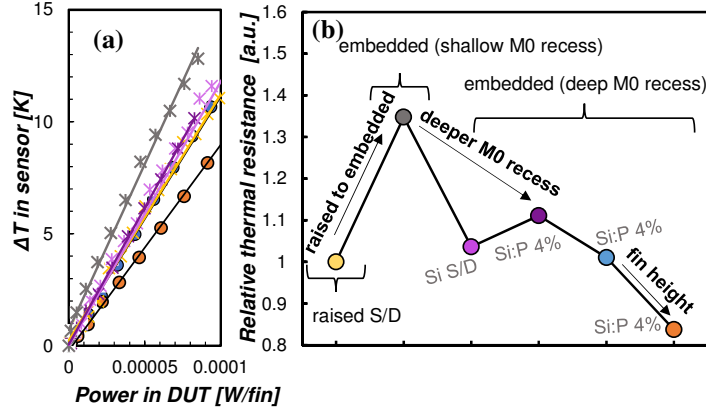 (a)
ΔT in sensor [K]
15
10
5
0
0
0.00005
0.0001
Power in DUT [W/fin]
(b)
Relative thermal resistance [a.u.]
1.6
1.5
1.4
1.3
1.2
1.1
1
0.9
0.8
embedded (shallow M0 recess)
embedded (deep M0 recess)
raised to embedded
deeper M0 recess
Si S/D
Si:P 4%
Si:P 4%
fin height
Si:P 4%
raised S/D